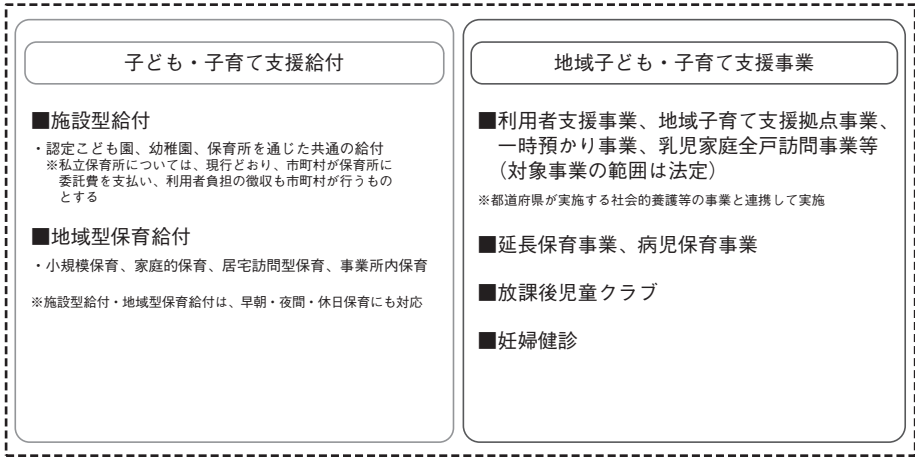 子ども・子育て支援給付
■施設型給付
・認定こども園、幼稚園、保育所を通じた共通の給付
※私立保育所については、現行どおり、市町村が保育所に
委託費を支払い、利用者負担の徴収も市町村が行うもの
とする
■地域型保育給付
・小規模保育、家庭的保育、居宅訪問型保育、事業所内保育
※施設型給付・地域型保育給付は、早朝・夜間・休日保育にも対応
地域子ども・子育て支援事業
■利用者支援事業、地域子育て支援拠点事業、
一時預かり事業、乳児家庭全戸訪問事業等
（対象事業の範囲は法定）
※都道府県が実施する社会的養護等の事業と連携して実施
■延長保育事業、病児保育事業
■放課後児童クラブ
■妊婦健診